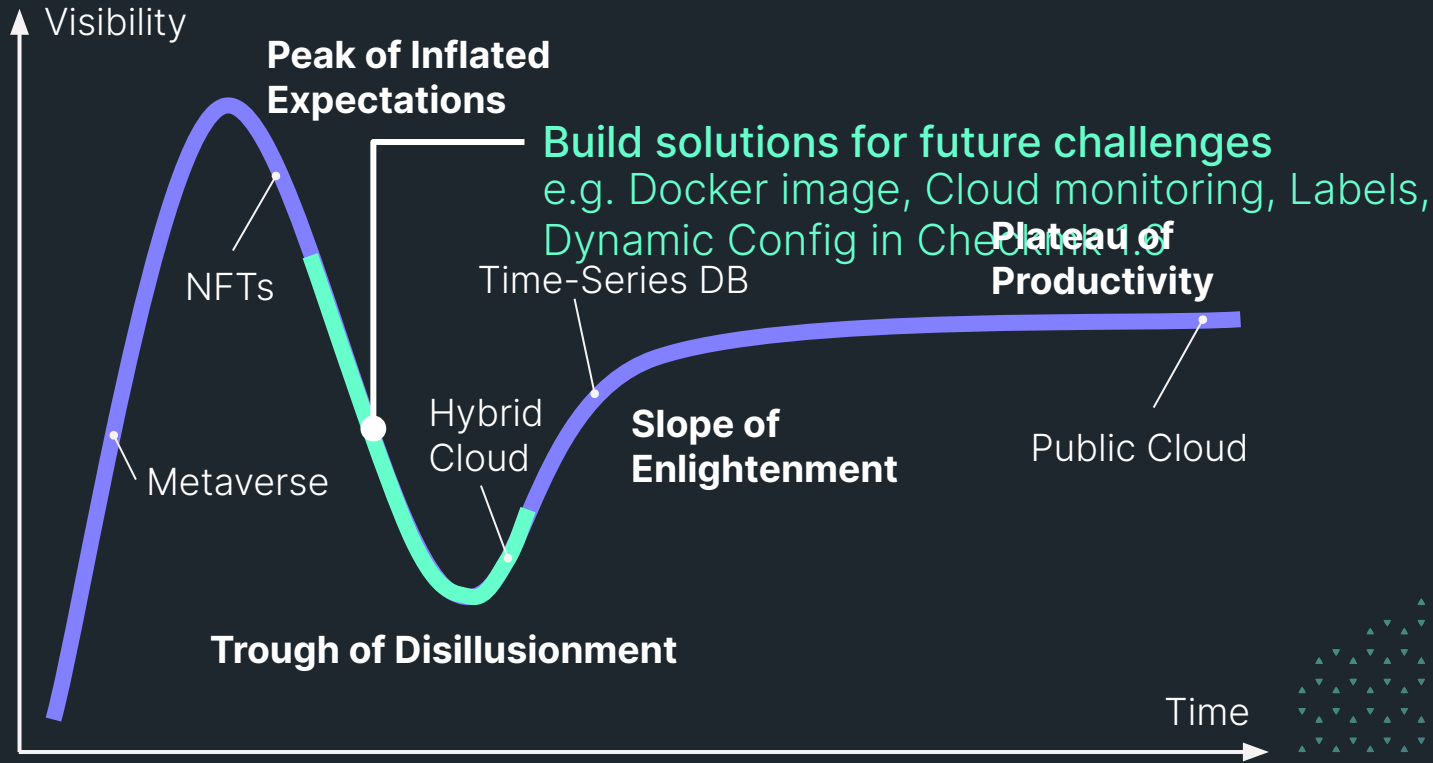 Visibility
Peak of Inflated
Expectations
Build solutions for future challenges
e.g. Docker image, Cloud monitoring, Labels,
Dynamic Config in Checkmk 1.6
Plateau of
Productivity
NFTs
Time-Series DB
Hybrid
Cloud
Slope of
Enlightenment
Public Cloud
Metaverse
Trough of Disillusionment
Time